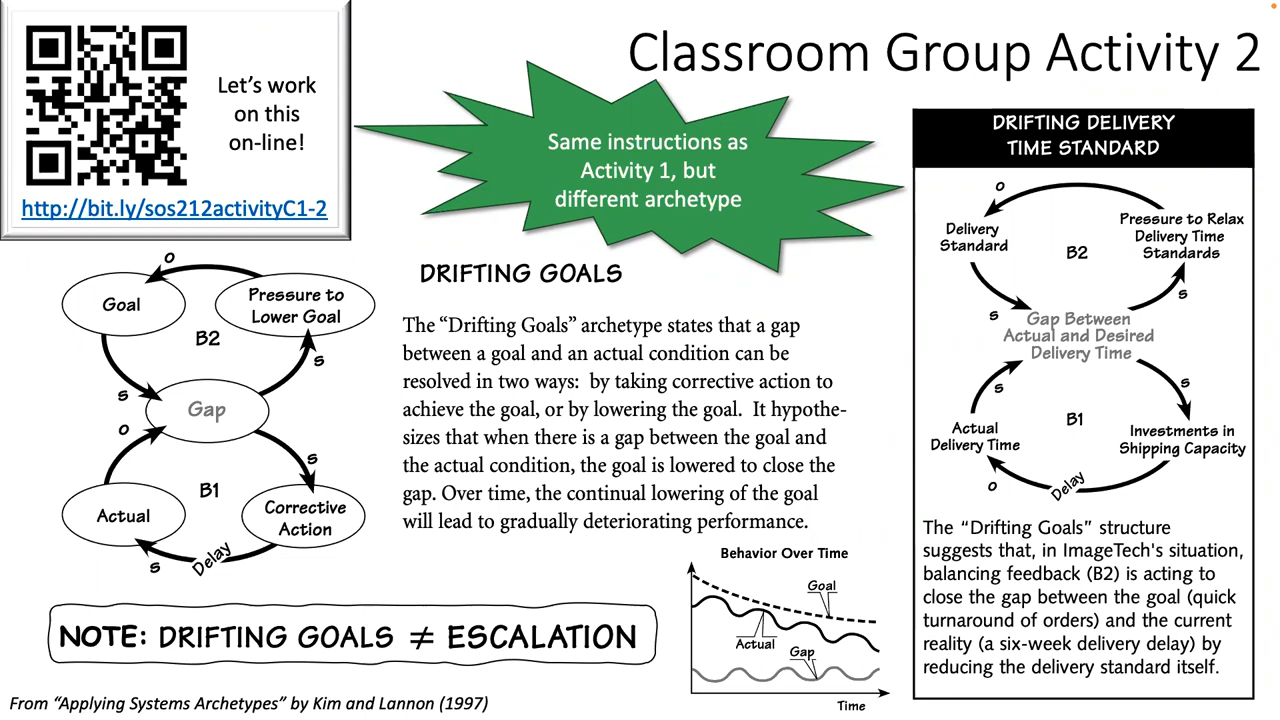 Classroom Group Activity 2
Let's work
on this
on-line!
http://bit.ly/sos212activityC1-2
Same instructions as
Activity 1, but
different archetype
Goal
o
Pressure to
Lower Goal
B2
s
s
Gap
o
s
B1
Actual
Corrective
Action
s
Delay
DRIFTING GOALS
The “Drifting Goals” archetype states that a gap
between a goal and an actual condition can be
resolved in two ways: by taking corrective action to
achieve the goal, or by lowering the goal. It hypothe-
sizes that when there is a gap between the goal and
the actual condition, the goal is lowered to close the
gap. Over time, the continual lowering of the goal
will lead to gradually deteriorating performance.
Behavior Over Time
Goal
Actual
Gap
Time
NOTE: DRIFTING GOALS ≠ ESCALATION
From “Applying Systems Archetypes” by Kim and Lannon (1997)
DRIFTING DELIVERY
TIME STANDARD
o
Delivery
Standard
Pressure to Relax
Delivery Time
Standards
B2
s
s
Gap Between
Actual and Desired
Delivery Time
s
s
B1
Actual
Delivery Time
Investments in
Shipping Capacity
o
Delay
The “Drifting Goals” structure
suggests that, in ImageTech's situation,
balancing feedback (B2) is acting to
close the gap between the goal (quick
turnaround of orders) and the current
reality (a six-week delivery delay) by
reducing the delivery standard itself.